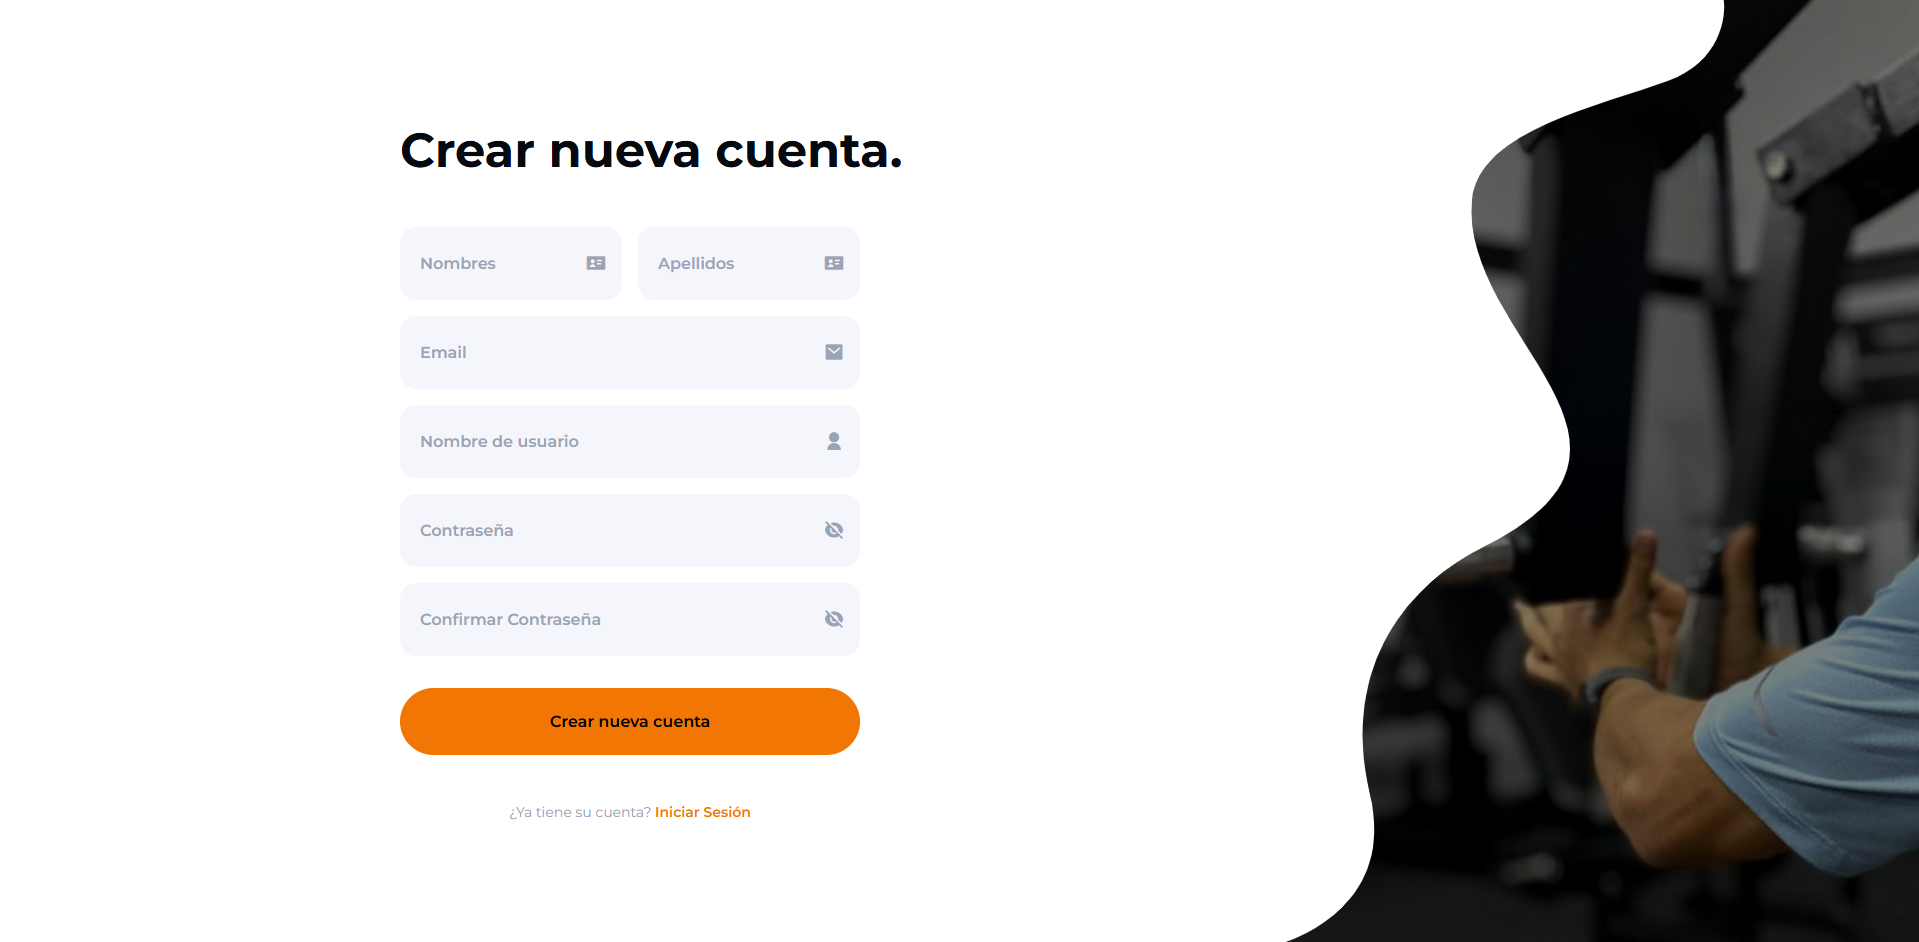 Crear nueva cuenta.
Nombres
Apellidos
Email
Nombre de usuario
Contraseña
Confirmar Contraseña
Crear nueva cuenta
¿Ya tiene su cuenta? Iniciar Sesión